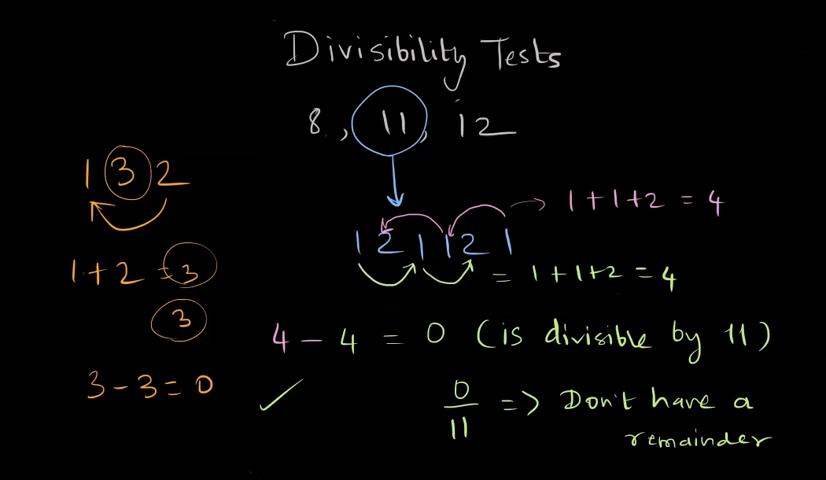 Divisibility Tests
8, 11, 12
132
1 + 2 = 3
3
3 - 3 = 0
121121
1+1+2 = 4
= 1+1+2 = 4
4 - 4 = 0 (is divisible by 11)
0/11 => Don't have a
remainder